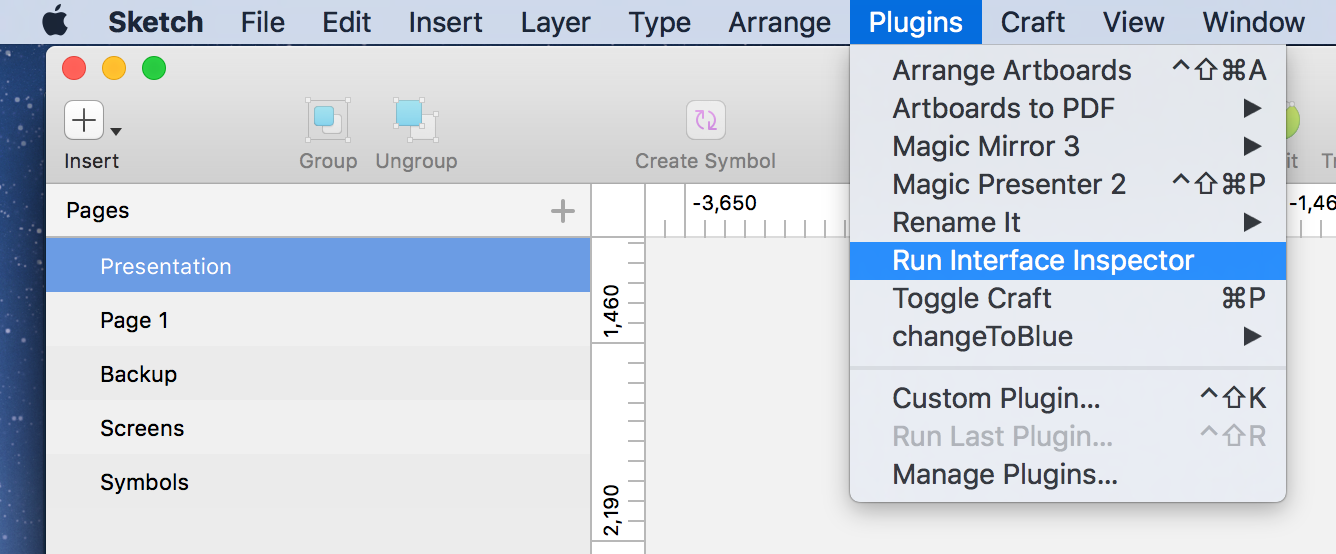 Sketch File Edit Insert Layer Type Arrange Plugins Craft View Window
Insert
Group
Ungroup
Create Symbol
Pages
Presentation
Page 1
Backup
Screens
Symbols
-3,650
-1,46
1,460
2,190
Arrange Artboards ⌃⇧⌘A
Artboards to PDF
Magic Mirror 3
Magic Presenter 2 ⌃⇧⌘P
Rename It
Run Interface Inspector
Toggle Craft ⌘P
changeToBlue
Custom Plugin... ⌃⇧K
Run Last Plugin... ⌃⇧R
Manage Plugins...